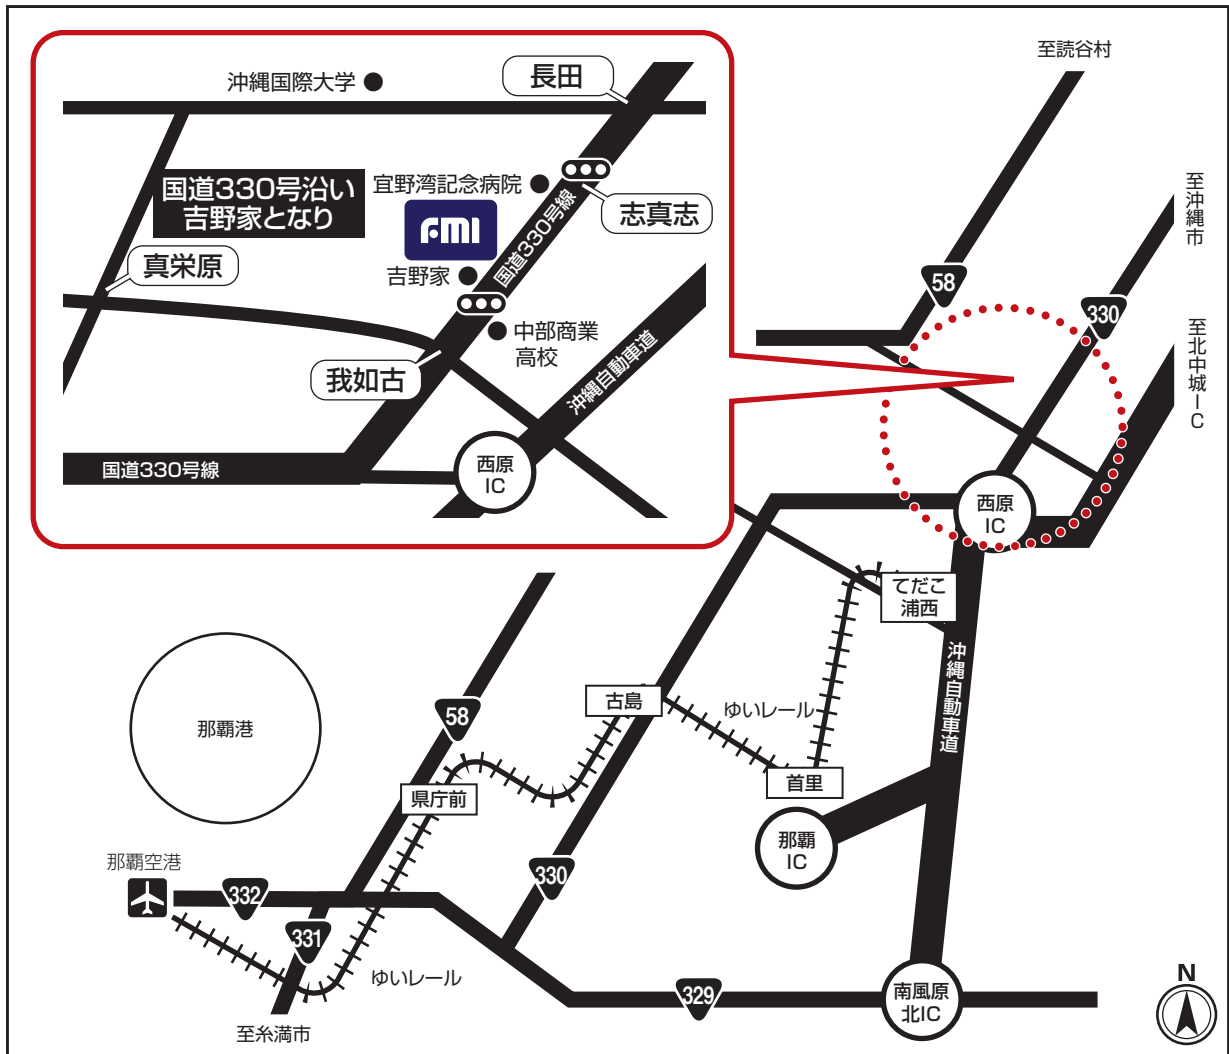 沖縄国際大学
長田
国道330号沿い
吉野家となり
宜野湾記念病院
FMI
国道330号線
志真志
真栄原
吉野家
中部商業
高校
我如古
沖縄自動車道
国道330号線
西原
IC
至読谷村
至沖縄市
58
330
至北中城IC
西原
IC
てだこ
浦西
沖縄自動車道
古島
ゆいレール
58
那覇港
県庁前
首里
那覇
IC
那覇空港
332
330
331
ゆいレール
329
南風原
北IC
至糸満市
N